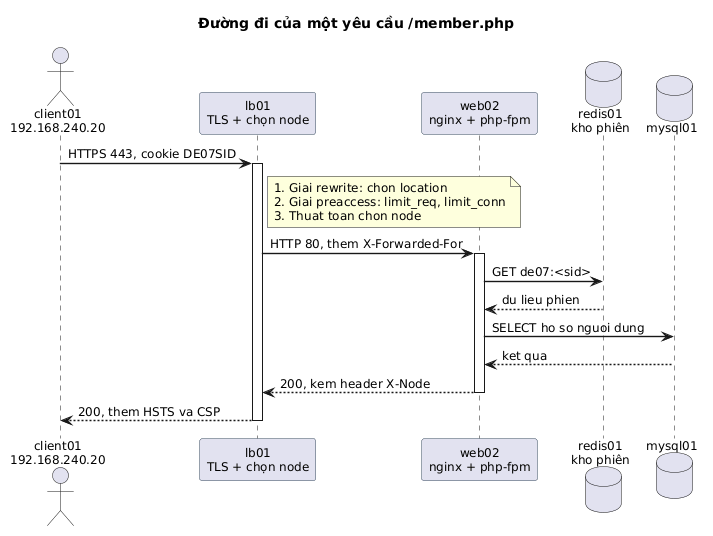 Đường đi của một yêu cầu /member.php
client01
192.168.240.20
lb01
TLS + chọn node
web02
nginx + php-fpm
redis01
kho phiên
mysql01
HTTPS 443, cookie DE07SID
1. Giai rewrite: chon location
2. Giai preaccess: limit_req, limit_conn
3. Thuat toan chon node
HTTP 80, them X-Forwarded-For
GET de07:<sid>
du lieu phien
SELECT ho so nguoi dung
ket qua
200, kem header X-Node
200, them HSTS va CSP
client01
192.168.240.20
lb01
TLS + chọn node
web02
nginx + php-fpm
redis01
kho phiên
mysql01